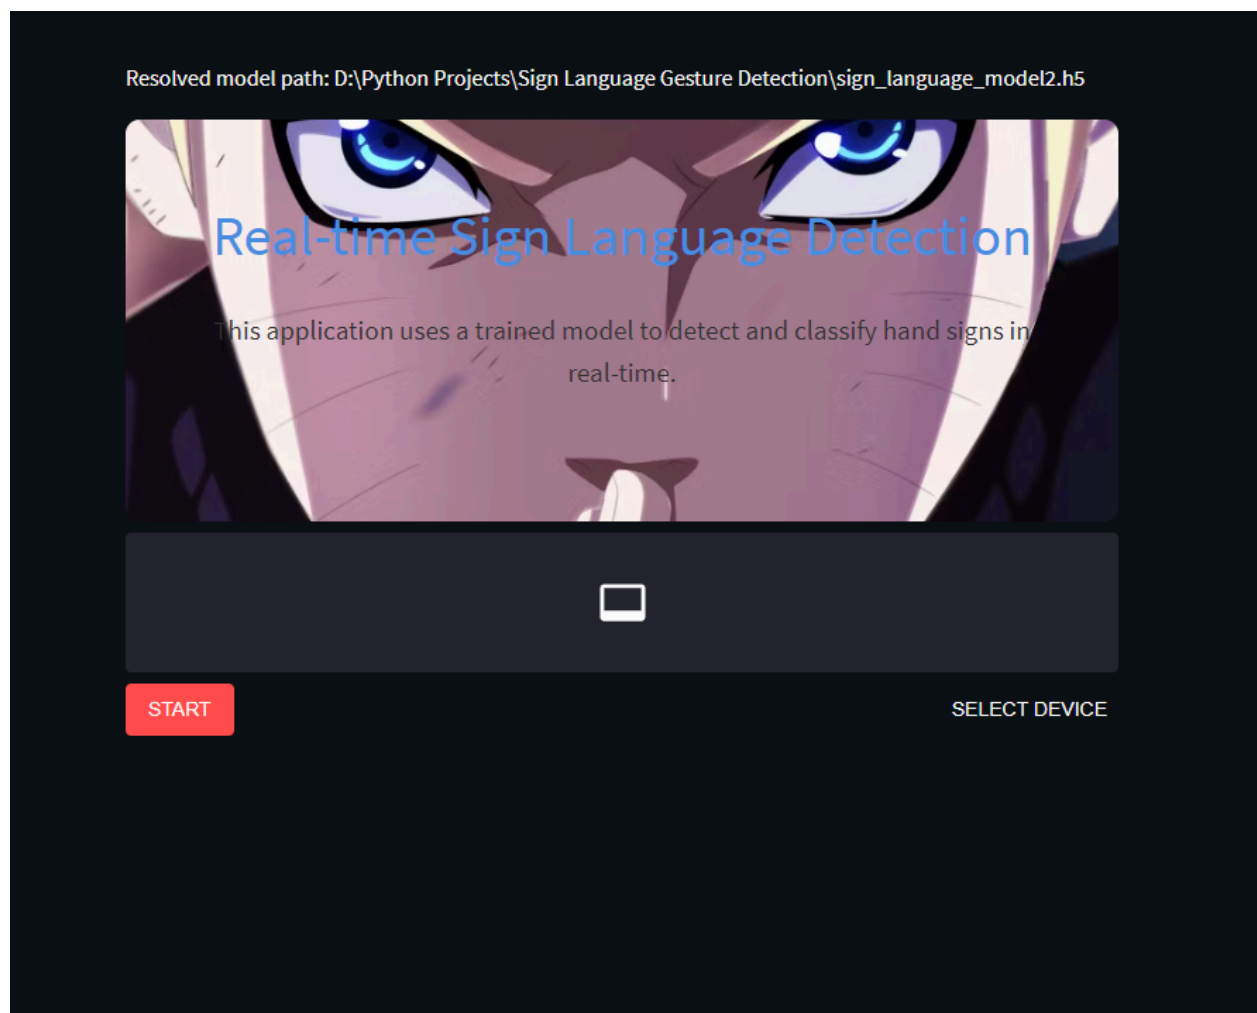 Resolved model path: D:\Python Projects\Sign Language Gesture Detection\sign_language_model2.h5
Real-time Sign Language Detection
This application uses a trained model to detect and classify hand signs in
real-time.
START
SELECT DEVICE